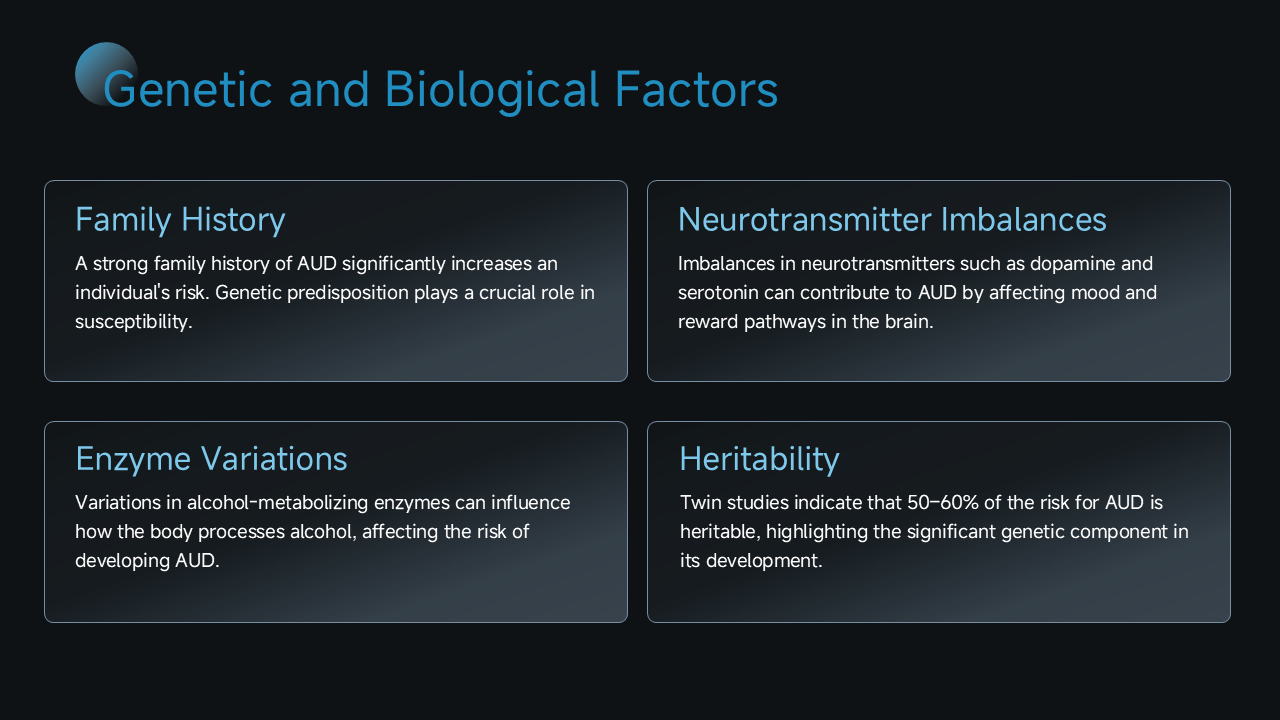 Genetic and Biological Factors
Family History
A strong family history of AUD significantly increases an
individual's risk. Genetic predisposition plays a crucial role in
susceptibility.
Neurotransmitter Imbalances
Imbalances in neurotransmitters such as dopamine and
serotonin can contribute to AUD by affecting mood and
reward pathways in the brain.
Enzyme Variations
Variations in alcohol-metabolizing enzymes can influence
how the body processes alcohol, affecting the risk of
developing AUD.
Heritability
Twin studies indicate that 50–60% of the risk for AUD is
heritable, highlighting the significant genetic component in
its development.